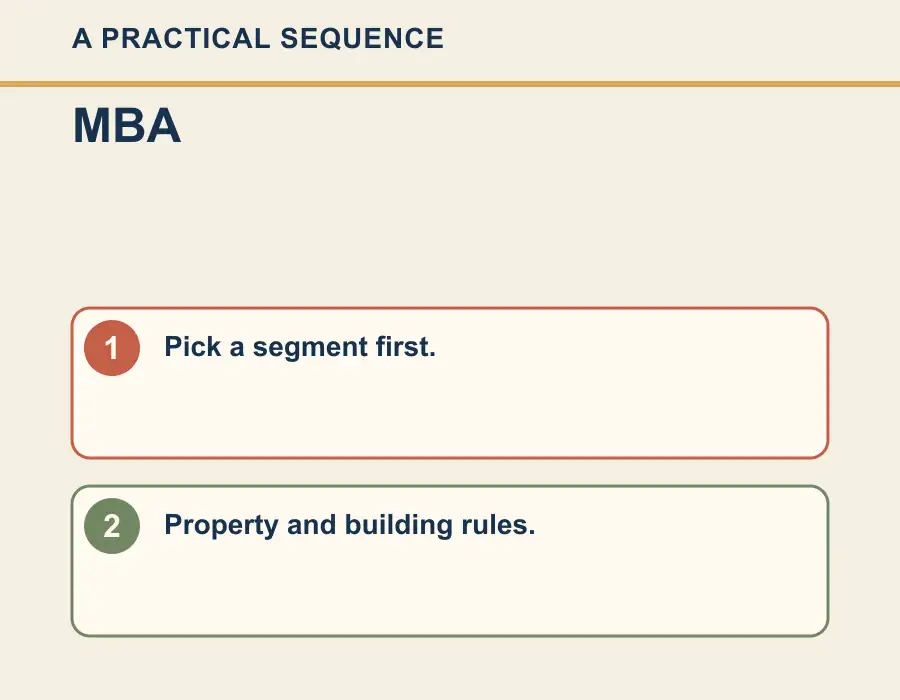 A PRACTICAL SEQUENCE
MBA
1 Pick a segment first.
2 Property and building rules.